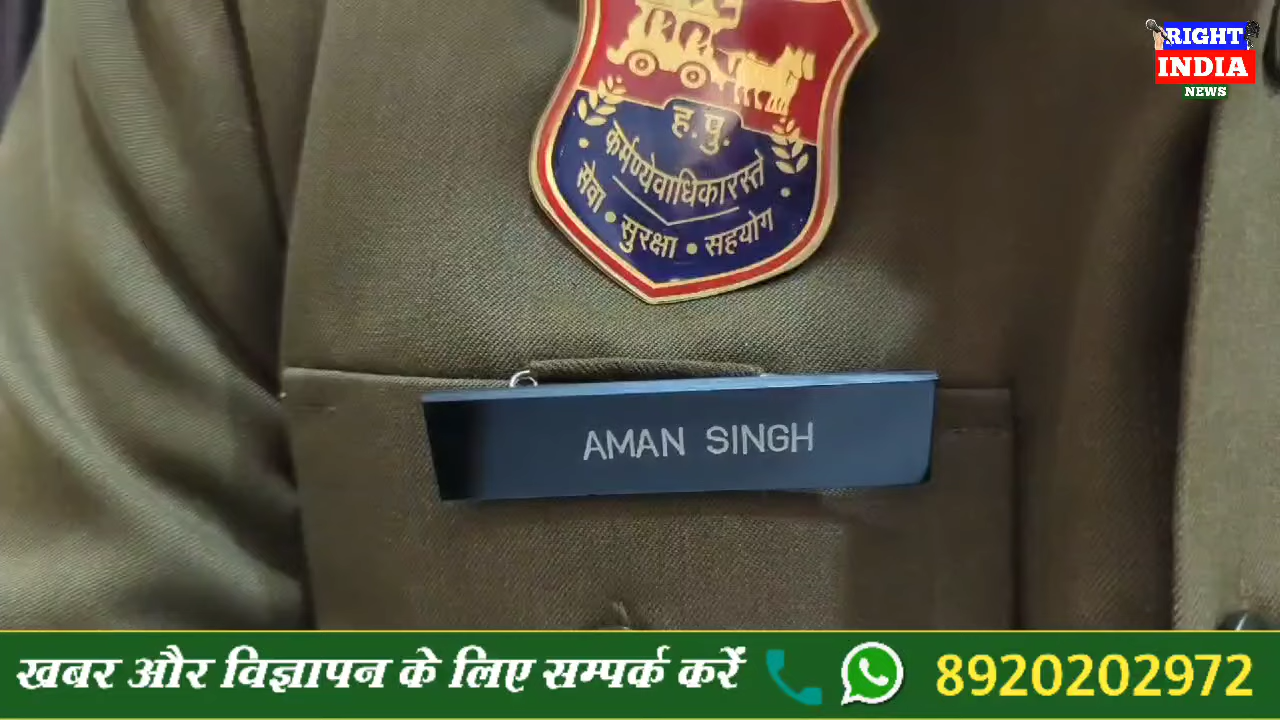 RIGHT
INDIA
NEWS
ह. पु.
कर्मण्येवाधिकारस्ते
सेवा • सुरक्षा • सहयोग
AMAN SINGH
खबर और विज्ञापन के लिए सम्पर्क करें 8920202972